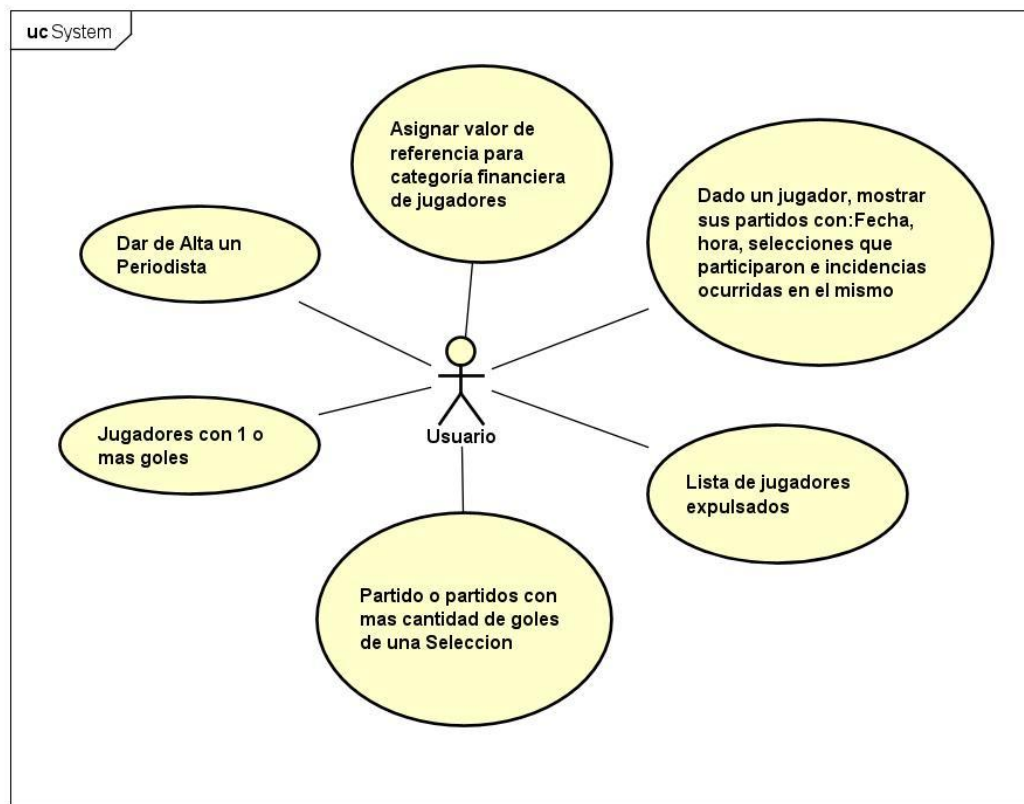 uc System
Asignar valor de
referencia para
categoría financiera
de jugadores
Dado un jugador, mostrar
sus partidos con:Fecha,
hora, selecciones que
participaron e incidencias
ocurridas en el mismo
Dar de Alta un
Periodista
Usuario
Jugadores con 1 o
mas goles
Lista de jugadores
expulsados
Partido o partidos con
mas cantidad de goles
de una Seleccion